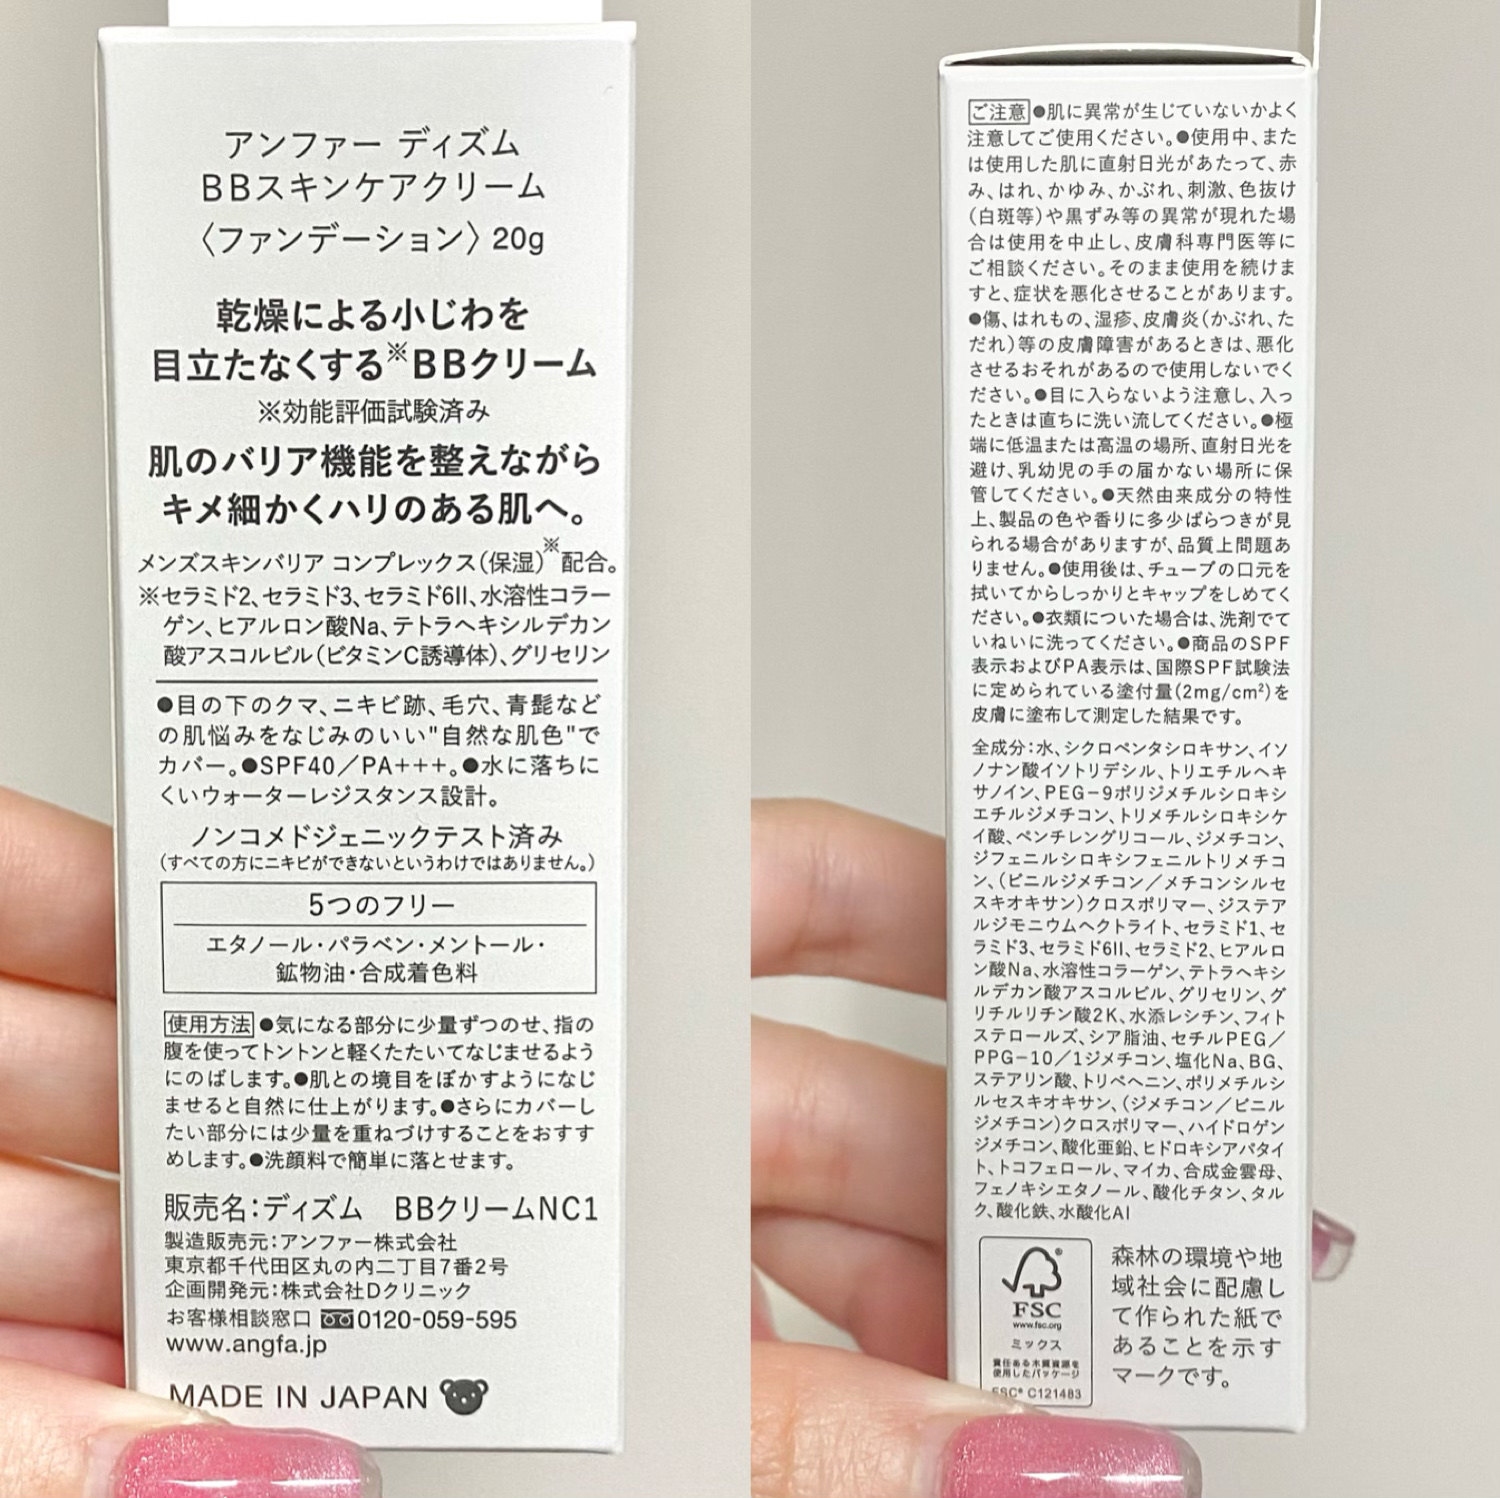 アンファー ディズム
BBスキンケアクリーム
〈ファンデーション〉20g
乾燥による小じわを
目立たなくする※BBクリーム
※効能評価試験済み
肌のバリア機能を整えながら
キメ細かくハリのある肌へ。
メンズスキンバリア コンプレックス(保湿)※配合。
※セラミド2、セラミド3、セラミド6II、水溶性コラー
ゲン、ヒアルロン酸Na、テトラヘキシルデカン
酸アスコルビル(ビタミンC誘導体)、グリセリン
●目の下のクマ、ニキビ跡、毛穴、青髭など
の肌悩みをなじみのいい"自然な肌色"で
カバー。●SPF40／PA+++。●水に落ちに
くいウォーターレジスタンス設計。
ノンコメドジェニックテスト済み
(すべての方にニキビができないというわけではありません。)
5つのフリー
エタノール・パラベン・メントール・
鉱物油・合成着色料
使用方法 ●気になる部分に少量ずつのせ、指の
腹を使ってトントンと軽くたたいてなじませるよう
にのばします。●肌との境目をぼかすようになじ
ませると自然に仕上がります。●さらにカバーし
たい部分には少量を重ねづけすることをおすす
めします。●洗顔料で簡単に落とせます。
販売名：ディズム　BBクリームNC1
製造販売元：アンファー株式会社
東京都千代田区丸の内二丁目7番2号
企画開発元：株式会社Dクリニック
お客様相談窓口 0120-059-595
www.angfa.jp
MADE IN JAPAN
ご注意 ●肌に異常が生じていないかよく
注意してご使用ください。●使用中、また
は使用した肌に直射日光があたって、赤
み、はれ、かゆみ、かぶれ、刺激、色抜け
(白斑等)や黒ずみ等の異常が現れた場
合は使用を中止し、皮膚科専門医等に
ご相談ください。そのまま使用を続けま
すと、症状を悪化させることがあります。
●傷、はれもの、湿疹、皮膚炎(かぶれ、た
だれ)等の皮膚障害があるときは、悪化
させるおそれがあるので使用しないでく
ださい。●目に入らないよう注意し、入っ
たときは直ちに洗い流してください。●極
端に低温または高温の場所、直射日光を
避け、乳幼児の手の届かない場所に保
管してください。●天然由来成分の特性
上、製品の色や香りに多少ばらつきが見
られる場合がありますが、品質上問題あ
りません。●使用後は、チューブの口元を
拭いてからしっかりとキャップをしめてく
ださい。●衣類についた場合は、洗剤でて
いねいに洗ってください。●商品のSPF
表示およびPA表示は、国際SPF試験法
に定められている塗付量(2mg/cm²)を
皮膚に塗布して測定した結果です。
全成分：水、シクロペンタシロキサン、イソ
ノナン酸イソトリデシル、トリエチルヘキ
サノイン、PEG−9ポリジメチルシロキシ
エチルジメチコン、トリメチルシロキシケ
イ酸、ペンチレングリコール、ジメチコン、
ジフェニルシロキシフェニルトリメチコ
ン、(ビニルジメチコン／メチコンシルセ
スキオキサン)クロスポリマー、ジステア
ルジモニウムヘクトライト、セラミド1、セ
ラミド3、セラミド6II、セラミド2、ヒアルロ
ン酸Na、水溶性コラーゲン、テトラヘキシ
ルデカン酸アスコルビル、グリセリン、グ
リチルリチン酸2K、水添レシチン、フィト
ステロールズ、シア脂油、セチルPEG／
PPG−10／1ジメチコン、塩化Na、BG、
ステアリン酸、トリベヘニン、ポリメチルシ
ルセスキオキサン、(ジメチコン／ビニル
ジメチコン)クロスポリマー、ハイドロゲン
ジメチコン、酸化亜鉛、ヒドロキシアパタイ
ト、トコフェロール、マイカ、合成金雲母、
フェノキシエタノール、酸化チタン、タル
ク、酸化鉄、水酸化Al
FSC
www.fsc.org
ミックス
責任ある木質資源を
使用したパッケージ
FSC® C121483
森林の環境や地
域社会に配慮し
て作られた紙で
あることを示す
マークです。